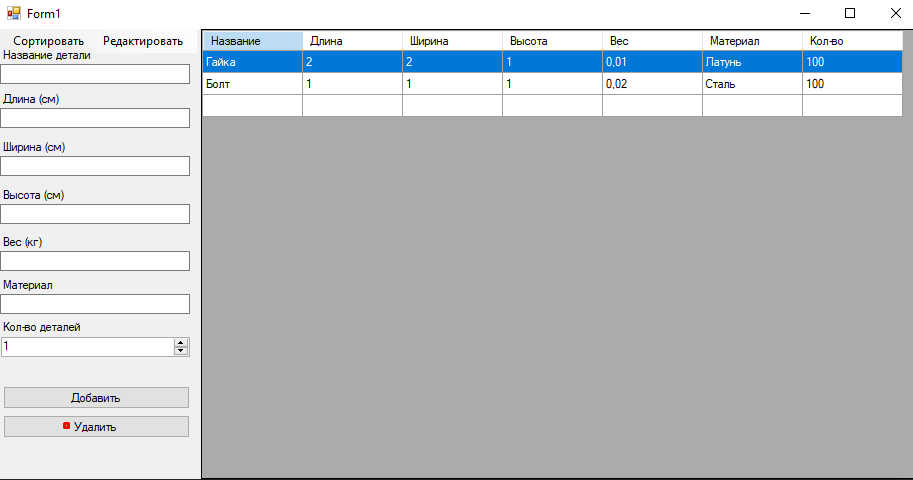 Form1
Сортировать Редактировать
Название детали
Длина (см)
Ширина (см)
Высота (см)
Вес (кг)
Материал
Кол-во деталей
1
Добавить
Удалить
Название Длина Ширина Высота Вес Материал Кол-во
Гайка 2 2 1 0,01 Латунь 100
Болт 1 1 1 0,02 Сталь 100